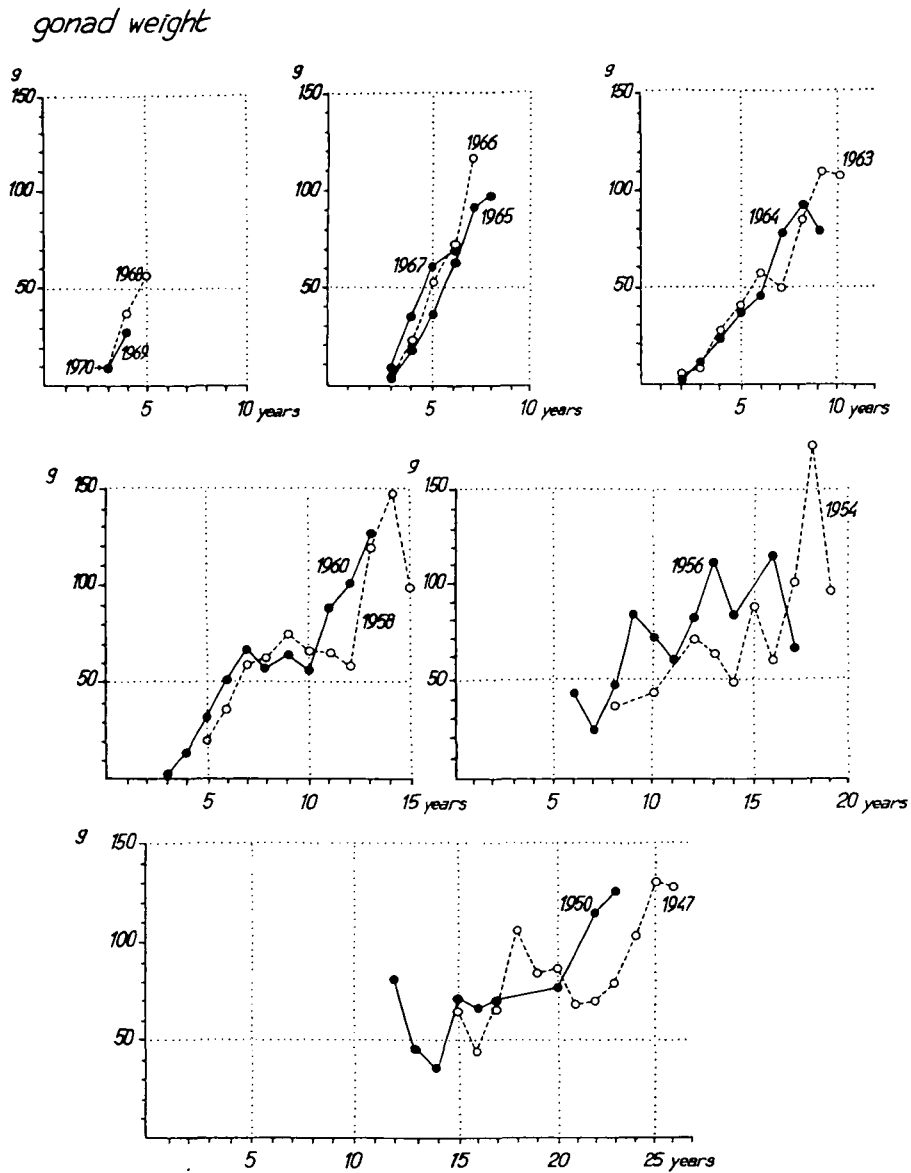 gonad weight
g g g
150 150 150
1966 1963
100 100 1965 100 1964
1968 1967
50 50 50
1970 1969
5 10 years 5 10 years 5 10 years
g 150 g 150
1954
1960 1956
100 1958 100
50 50
5 10 15 years 5 10 15 20 years
g 150
1950 1947
100
50
5 10 15 20 25 years